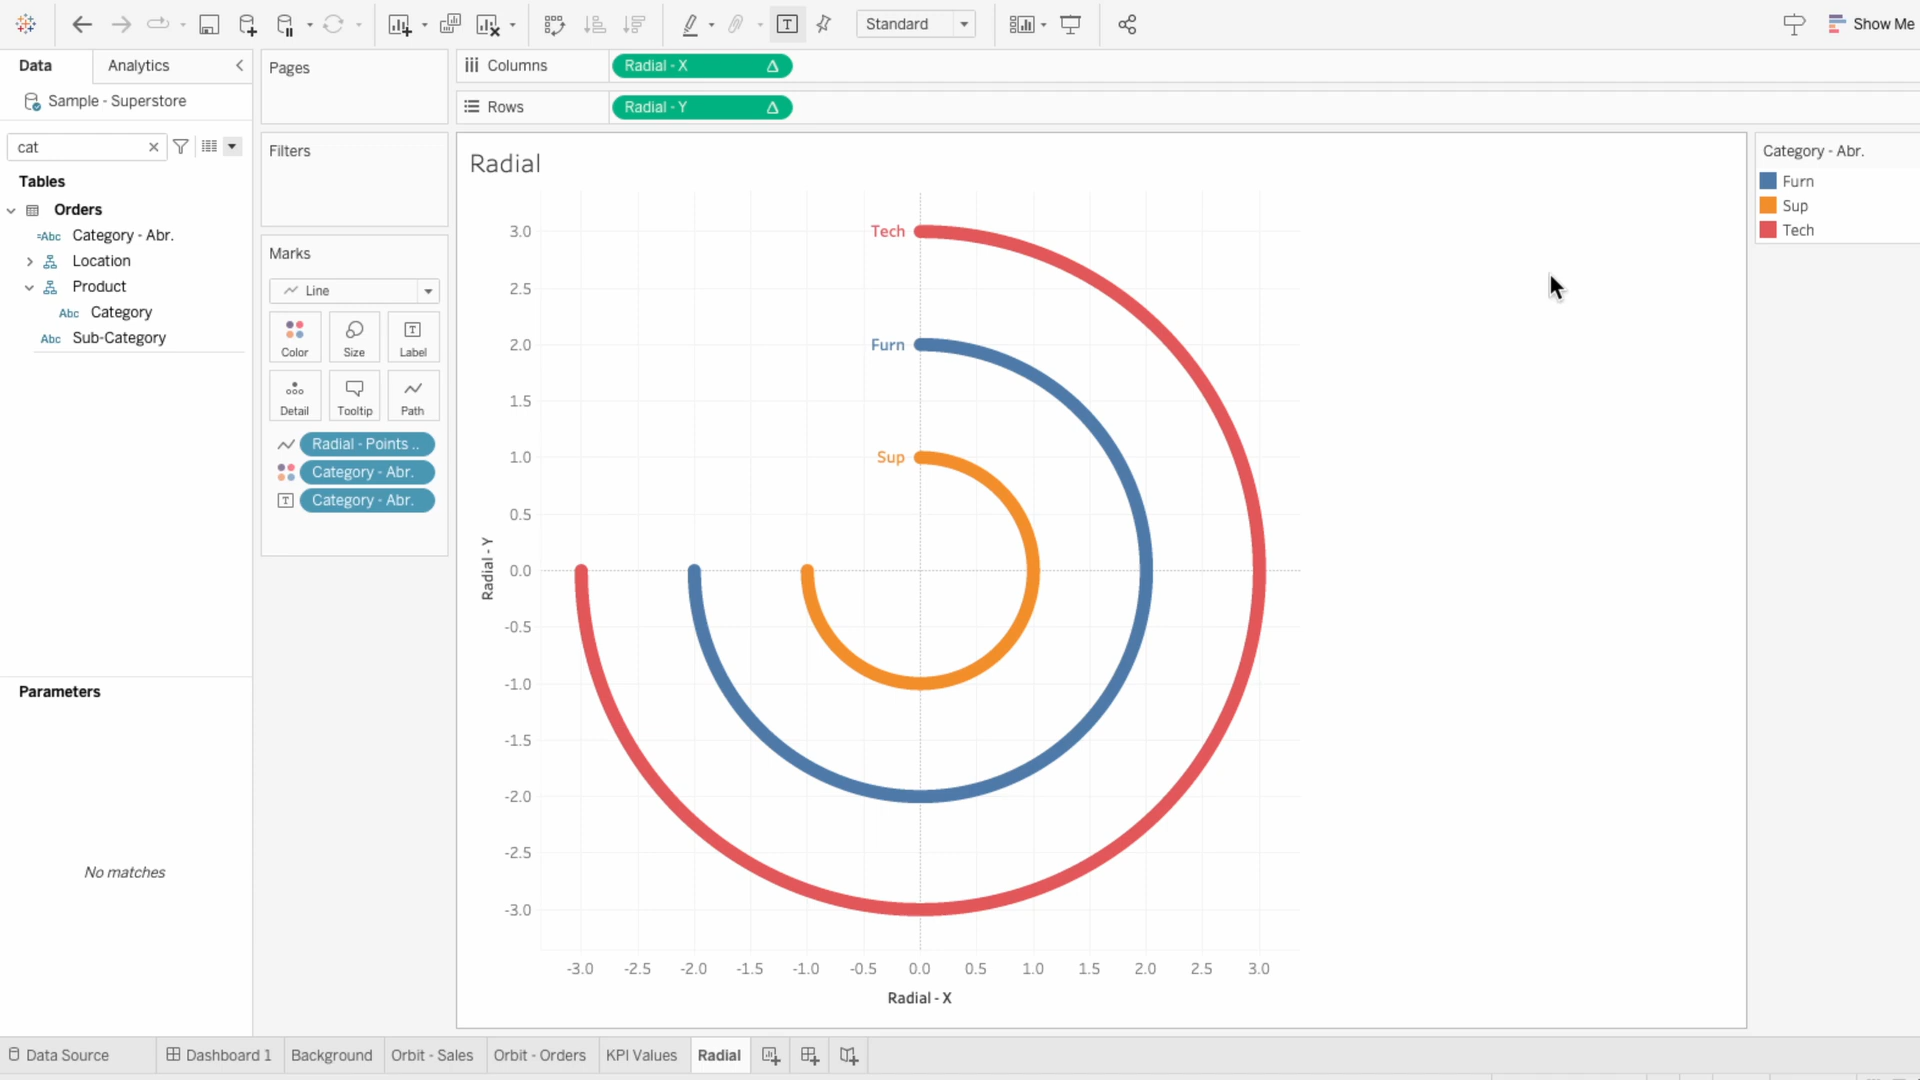 Standard
Show Me
Data
Analytics
Sample - Superstore
cat
Tables
Orders
=Abc Category - Abr.
Location
Product
Abc Category
Abc Sub-Category
Parameters
No matches
Pages
Filters
Marks
Line
Color Size T Label
Detail Tooltip Path
Radial - Points ..
Category - Abr.
T Category - Abr.
Columns Radial - X
Rows Radial - Y
Radial
Tech
Furn
Sup
3.0
2.5
2.0
1.5
1.0
0.5
0.0
-0.5
-1.0
-1.5
-2.0
-2.5
-3.0
Radial - Y
-3.0 -2.5 -2.0 -1.5 -1.0 -0.5 0.0 0.5 1.0 1.5 2.0 2.5 3.0
Radial - X
Category - Abr.
Furn
Sup
Tech
Data Source Dashboard 1 Background Orbit - Sales Orbit - Orders KPI Values Radial